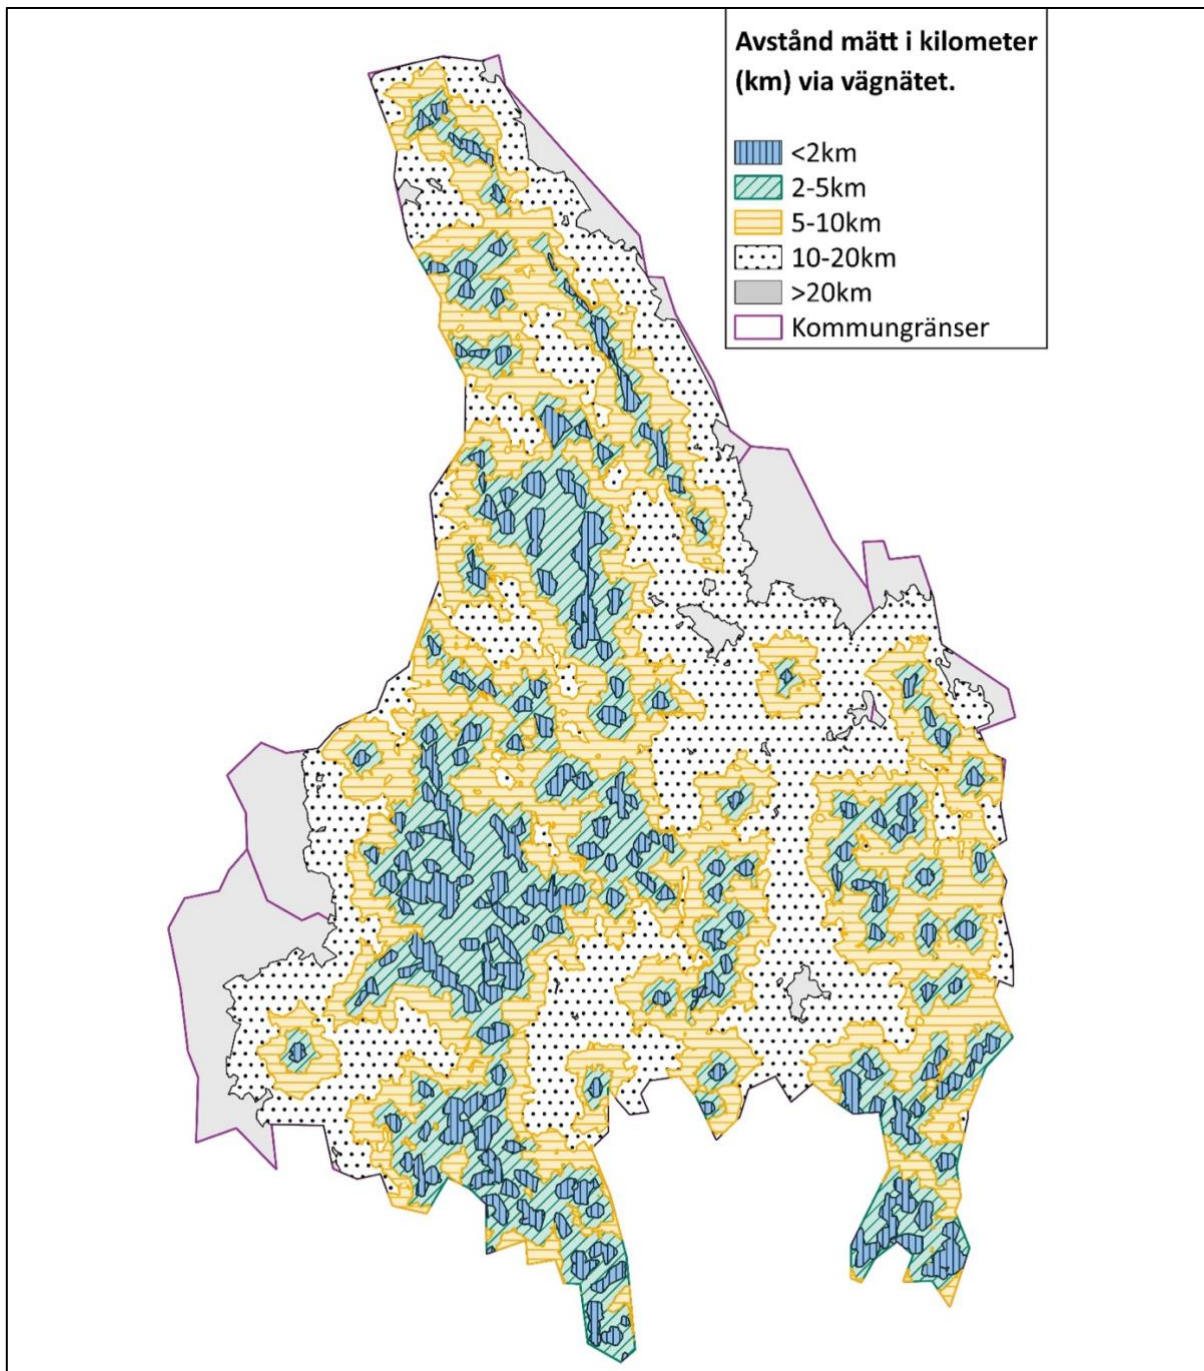 Avstånd mätt i kilometer
(km) via vägnätet.
<2km
2-5km
5-10km
10-20km
>20km
Kommungränser